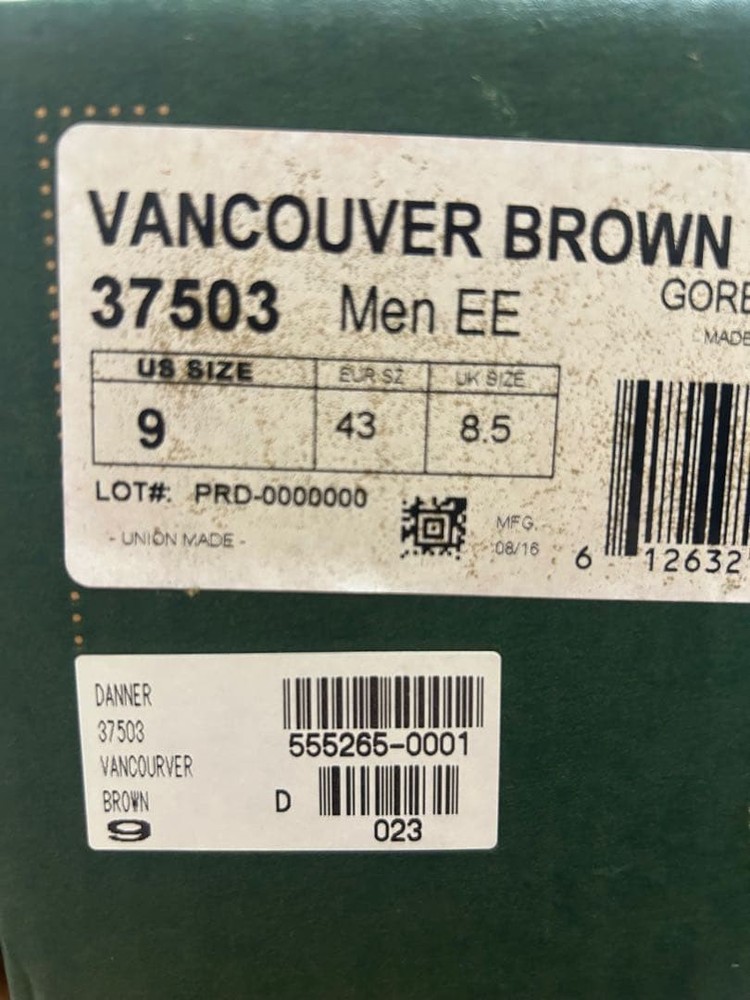 VANCOUVER BROWN
37503 Men EE GORE
MADE
US SIZE EUR SZ UK SIZE
9 43 8.5
LOT#: PRD-0000000
- UNION MADE -
MFG.
08/16
6 12632
DANNER
37503
VANCOURVER
BROWN
9
555265-0001
D
023